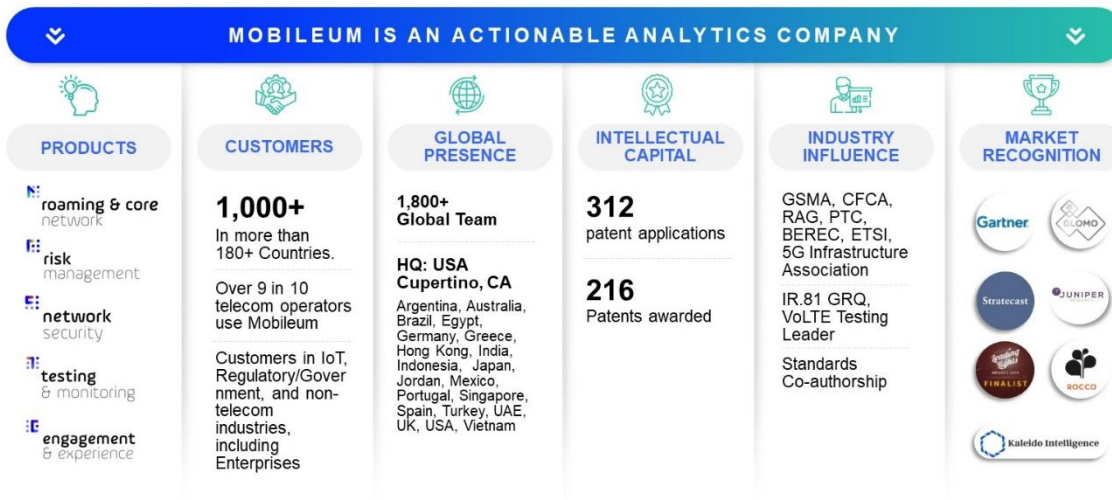 MOBILEUM IS AN ACTIONABLE ANALYTICS COMPANY
PRODUCTS
roaming & core
network
risk
management
network
security
testing
& monitoring
engagement
& experience
CUSTOMERS
1,000+
In more than
180+ Countries.
Over 9 in 10
telecom operators
use Mobileum
Customers in IoT,
Regulatory/Gover
nment, and non-
telecom
industries,
including
Enterprises
GLOBAL
PRESENCE
1,800+
Global Team
HQ: USA
Cupertino, CA
Argentina, Australia,
Brazil, Egypt,
Germany, Greece,
Hong Kong, India,
Indonesia, Japan,
Jordan, Mexico,
Portugal, Singapore,
Spain, Turkey, UAE,
UK, USA, Vietnam
INTELLECTUAL
CAPITAL
312
patent applications
216
Patents awarded
INDUSTRY
INFLUENCE
GSMA, CFCA,
RAG, PTC,
BEREC, ETSI,
5G Infrastructure
Association
IR.81 GRQ,
VoLTE Testing
Leader
Standards
Co-authorship
MARKET
RECOGNITION
Gartner
GLOMO
Stratecast
JUNIPER
Leading
Lights
FINALIST
ROCCO
Kaleido Intelligence